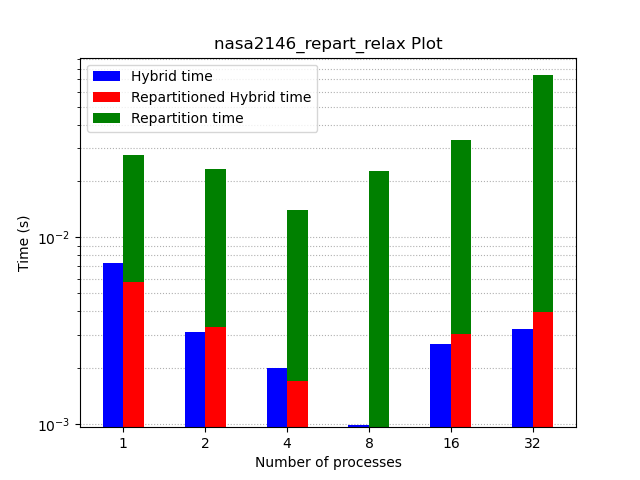 nasa2146_repart_relax Plot
Hybrid time
Repartitioned Hybrid time
Repartition time
Time (s)
10⁻²
10⁻³
1 2 4 8 16 32
Number of processes